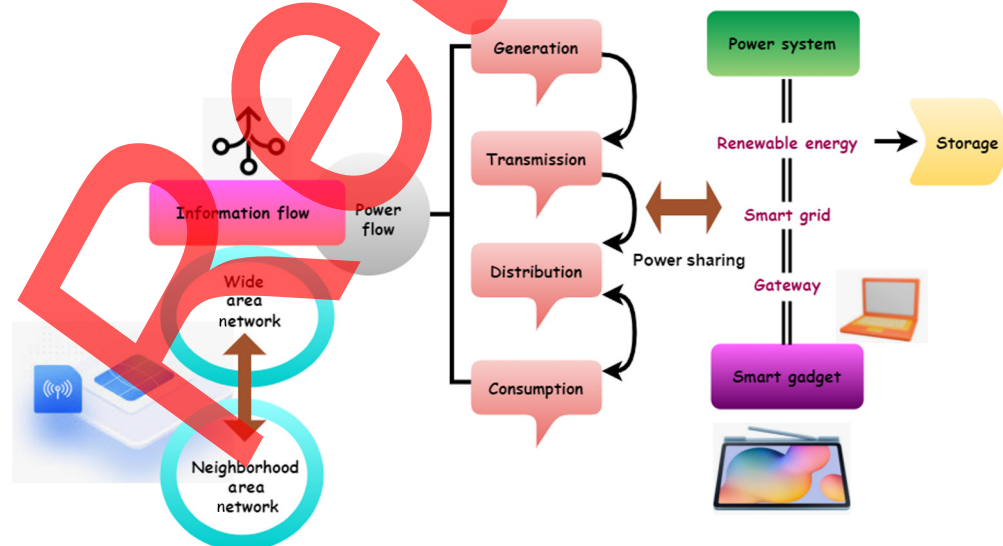 Generation
Power system
Transmission
Renewable energy
Storage
Information flow
Power
flow
Smart grid
Power sharing
Wide
area
network
Distribution
Gateway
Consumption
Smart gadget
Neighborhood
area
network